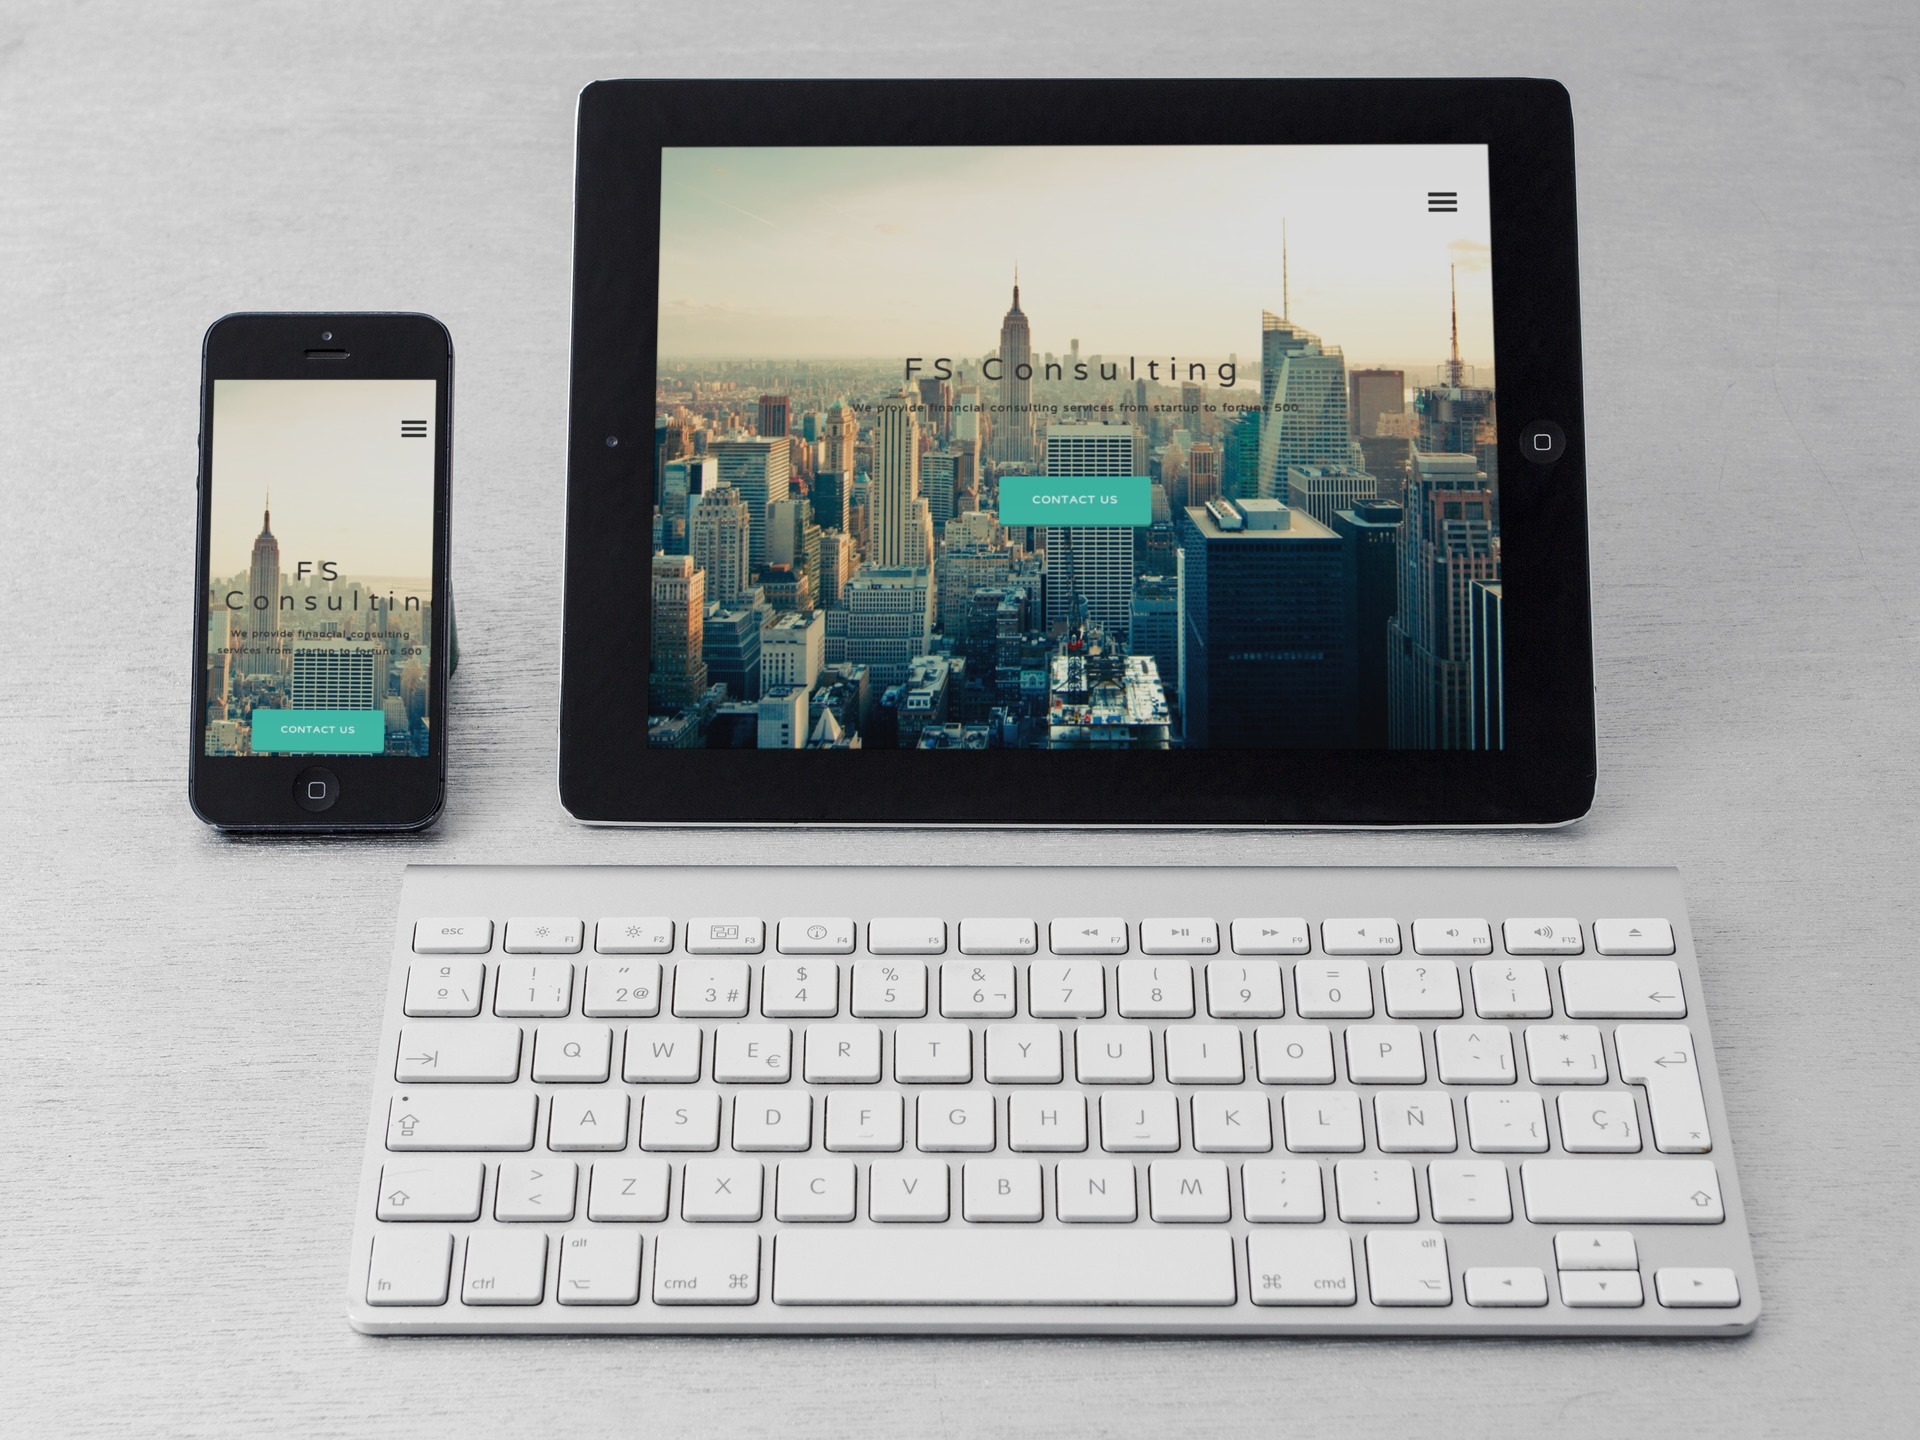 FS Consulting
We provide financial consulting services from startup to fortune 500
CONTACT US
FS
Consultin
We provide financial consulting
services from startup to fortune 500
CONTACT US
esc F1 F2 F3 F4 F5 F6 F7 F8 F9 F10 F11 F12
ª º \ ! 1 ¦ " 2 @ · 3 # $ 4 % 5 & 6 ¬ / 7 ( 8 ) 9 = 0 ? ' ¿ ¡ ←
Q W E € R T Y U I O P ^ ` [ * + ]
A S D F G H J K L Ñ ¨ ´ { Ç }
> < Z X C V B N M ; , : . _ -
fn ctrl alt cmd ⌘ ⌘ cmd alt